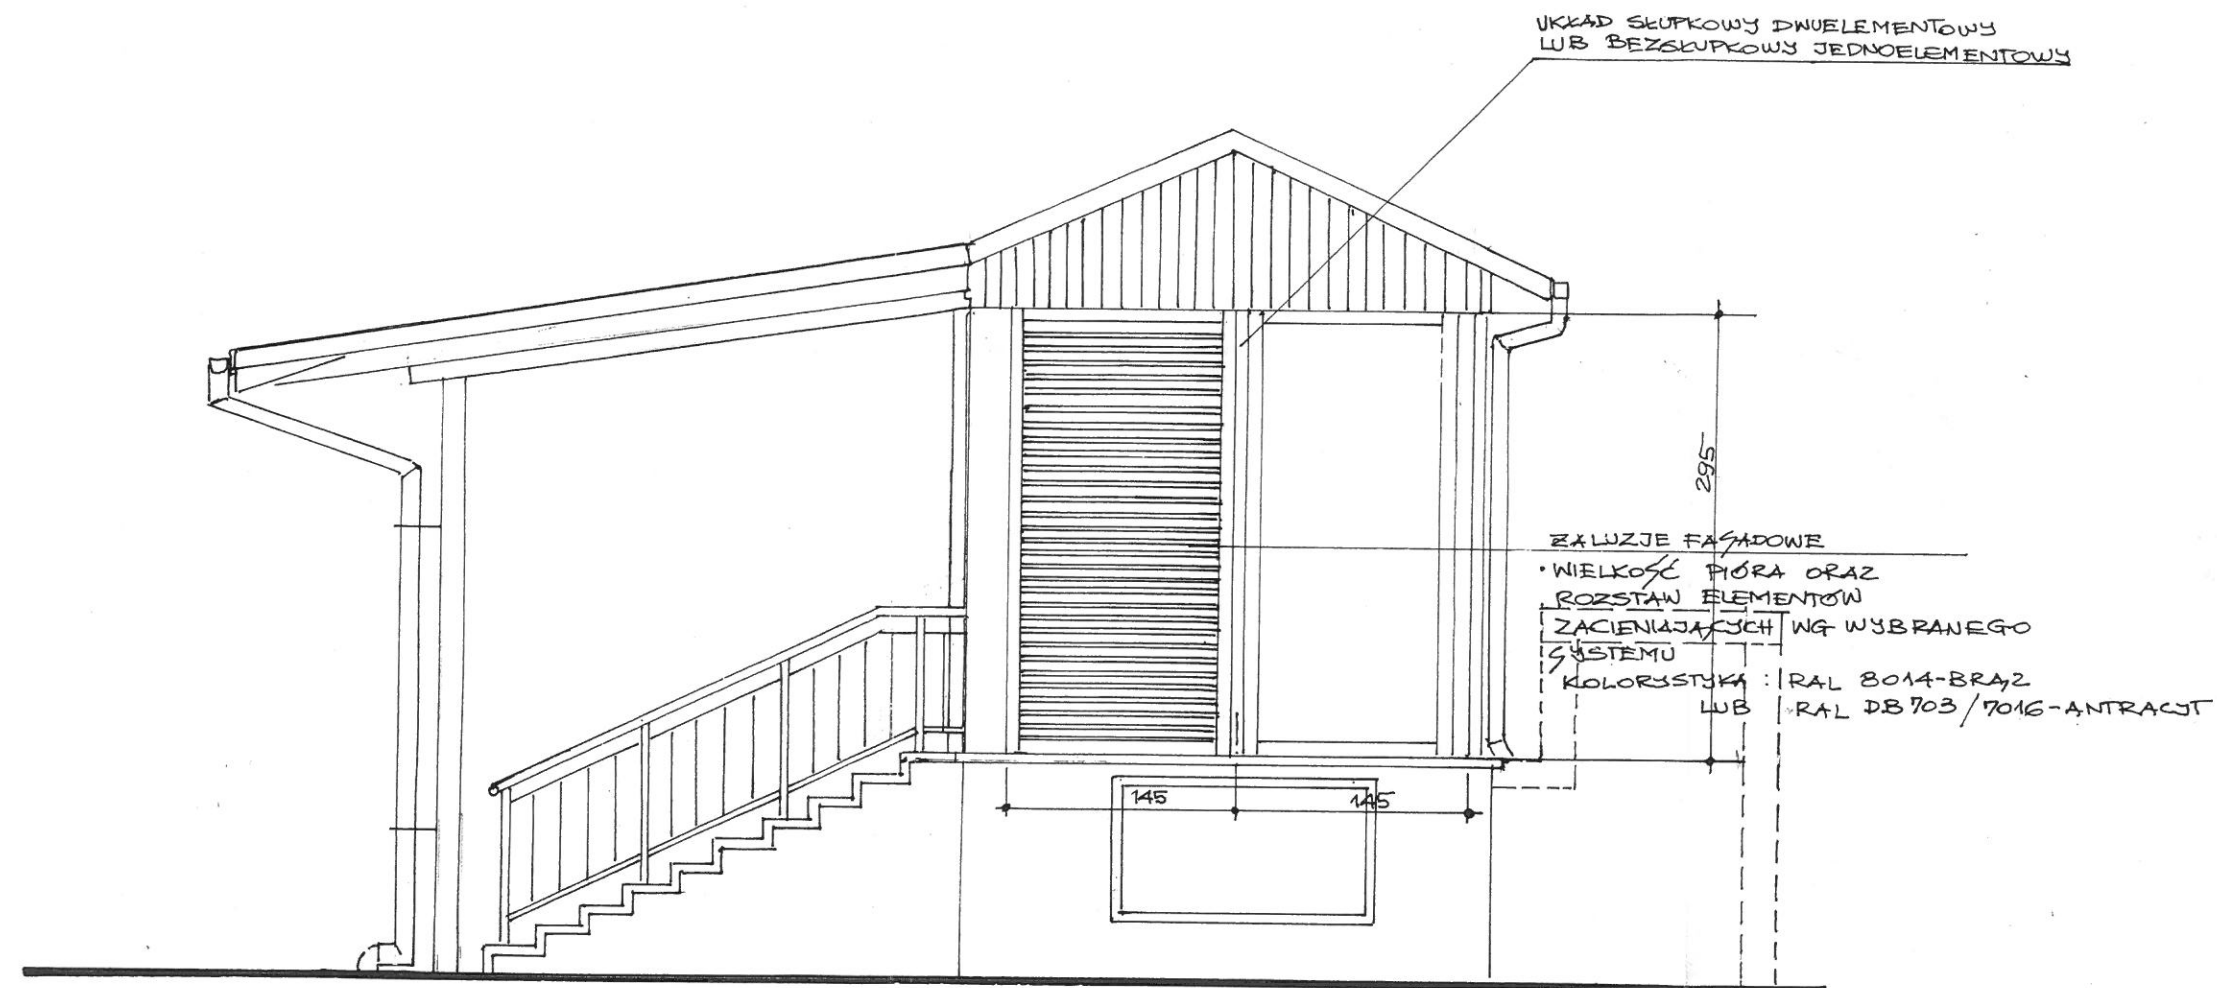 UKŁAD SŁUPKOWY DWUELEMENTOWY
LUB BEZSŁUPKOWY JEDNOELEMENTOWY
295
ŻALUZJE FASADOWE
• WIELKOŚĆ PIÓRA ORAZ
ROZSTAW ELEMENTÓW
ZACIENIAJĄCYCH WG WYBRANEGO
SYSTEMU
KOLORYSTYKA : RAL 8014-BRĄZ
LUB RAL DB703/7016-ANTRACYT
145 145